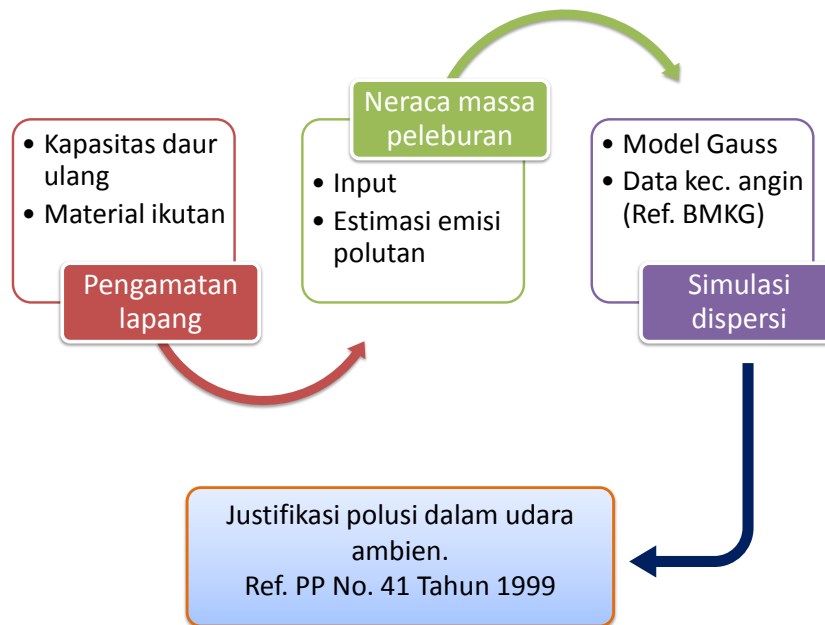 • Kapasitas daur
ulang
• Material ikutan
Pengamatan
lapang
Neraca massa
peleburan
• Input
• Estimasi emisi
polutan
• Model Gauss
• Data kec. angin
(Ref. BMKG)
Simulasi
dispersi
Justifikasi polusi dalam udara
ambien.
Ref. PP No. 41 Tahun 1999